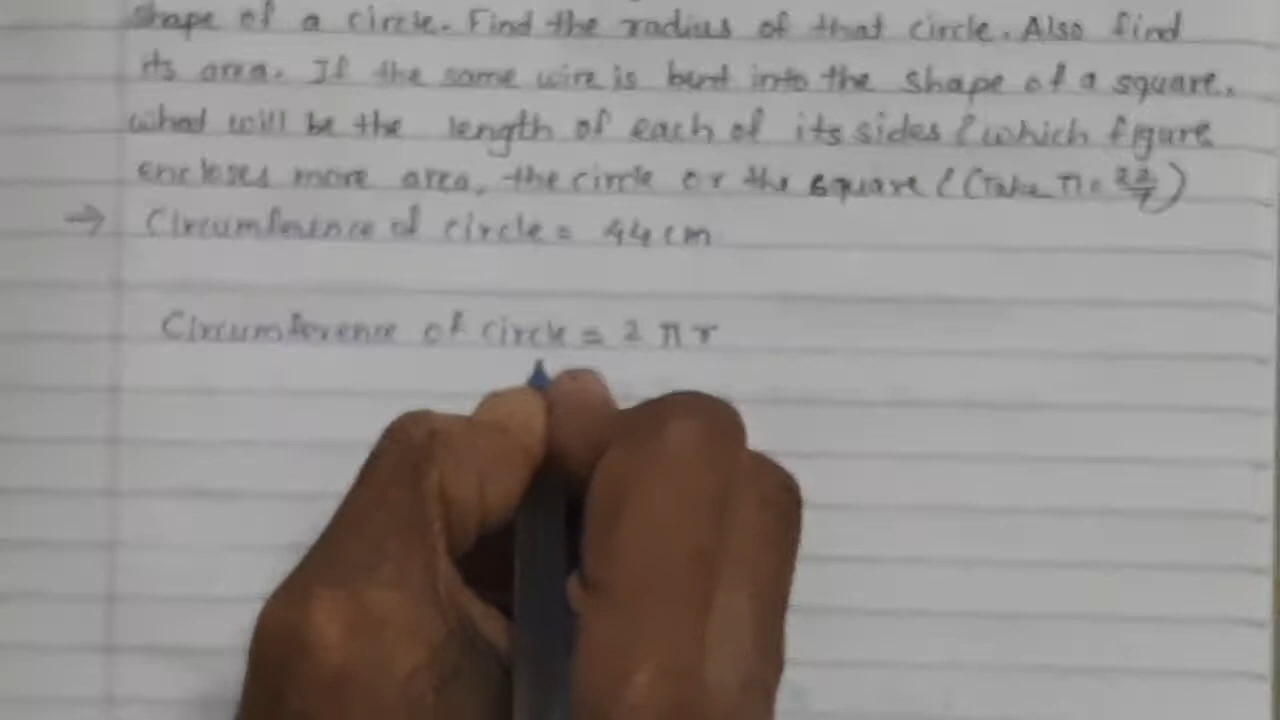 shape of a circle. Find the radius of that circle. Also find
its area. If the same wire is bent into the shape of a square,
what will be the length of each of its sides? which figure
encloses more area, the circle or the square? (Take π = 22/7)
→ Circumference of circle = 44 cm
Circumference of circle = 2 π r